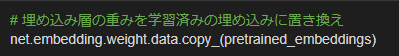 # 埋め込み層の重みを学習済みの埋め込みに置き換え
net.embedding.weight.data.copy_(pretrained_embeddings)